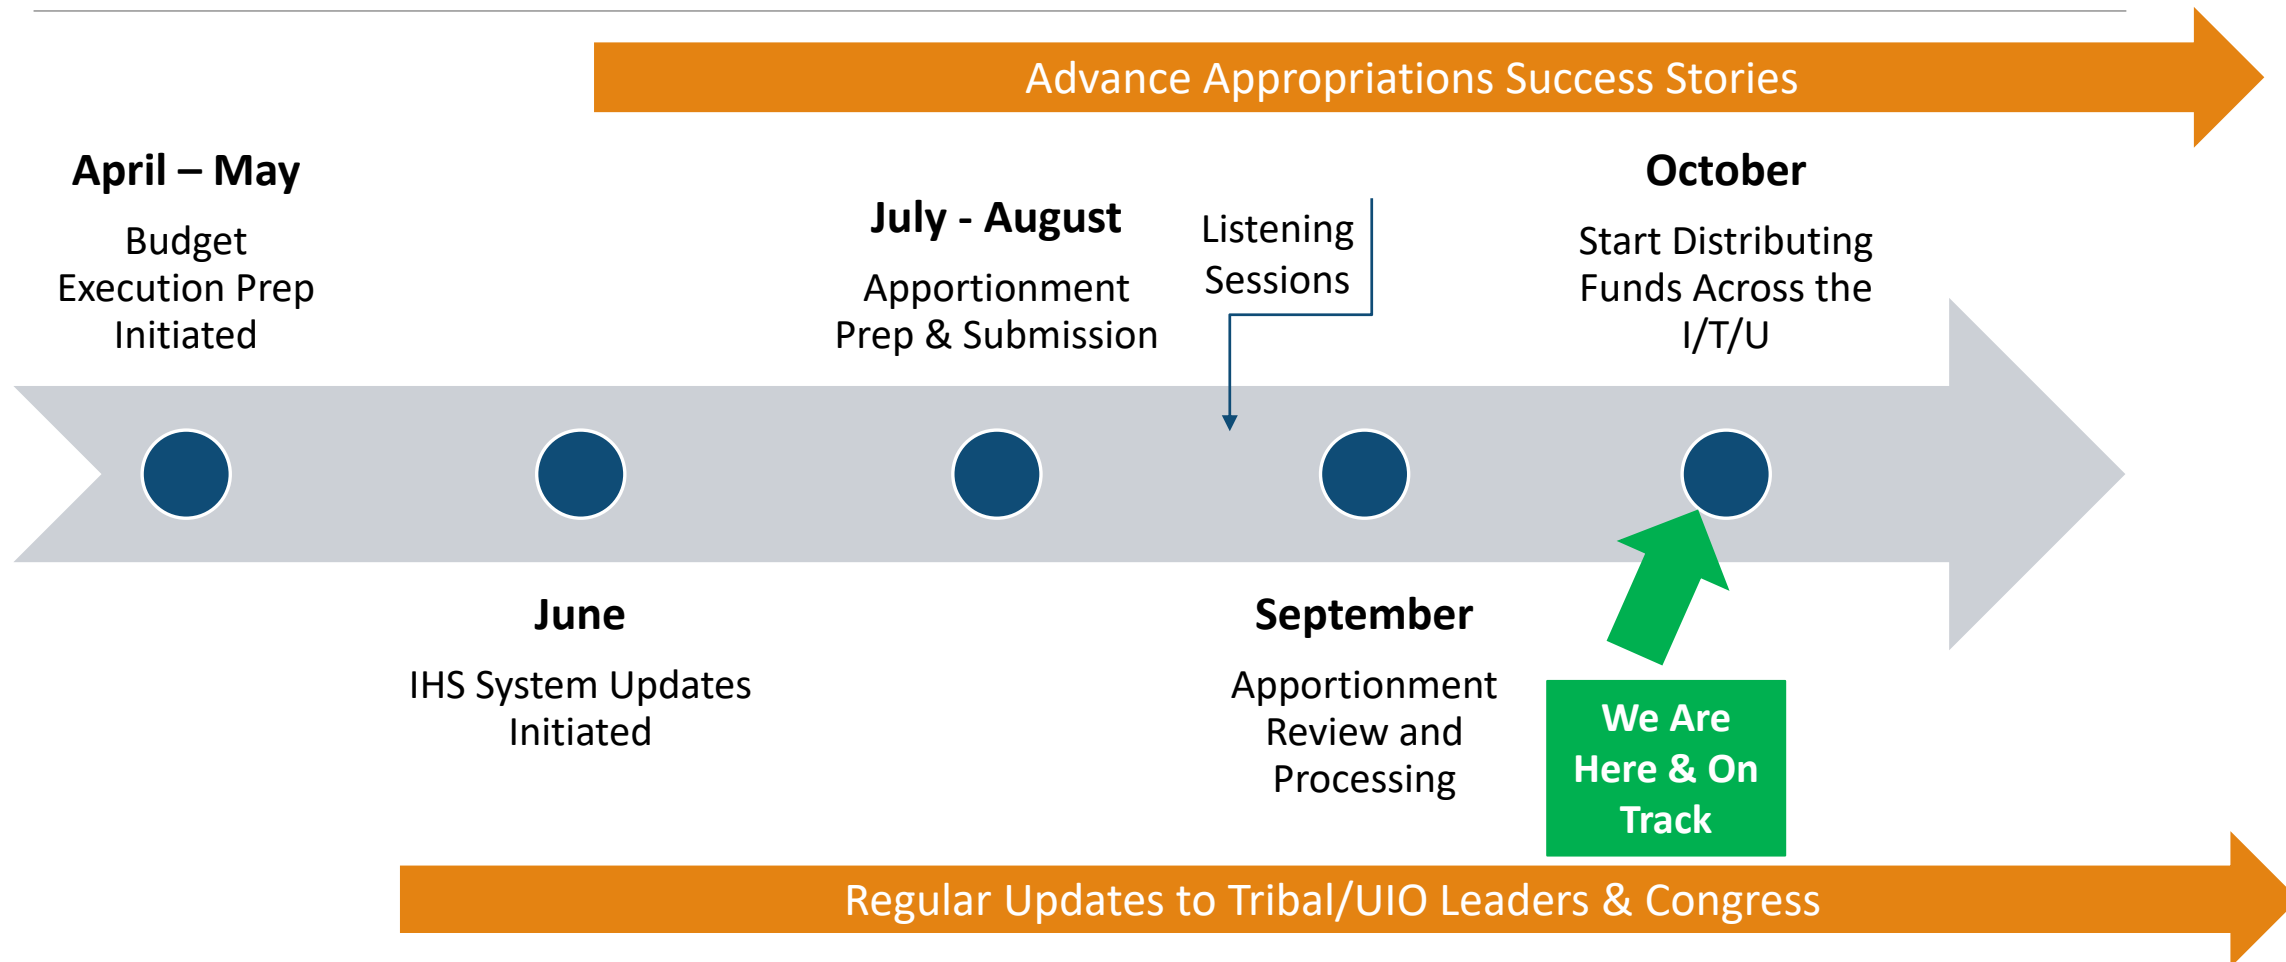 Advance Appropriations Success Stories
April – May
Budget
Execution Prep
Initiated
July - August
Apportionment
Prep & Submission
Listening
Sessions
October
Start Distributing
Funds Across the
I/T/U
June
IHS System Updates
Initiated
September
Apportionment
Review and
Processing
We Are
Here & On
Track
Regular Updates to Tribal/UIO Leaders & Congress